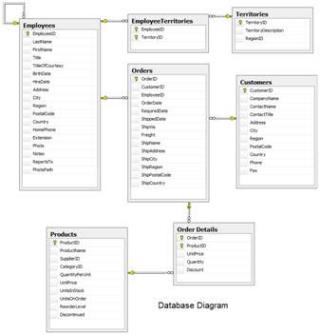 Employees
EmployeeID
LastName
FirstName
Title
TitleOfCourtesy
BirthDate
HireDate
Address
City
Region
PostalCode
Country
HomePhone
Extension
Photo
Notes
ReportsTo
PhotoPath
EmployeeTerritories
EmployeeID
TerritoryID
Territories
TerritoryID
TerritoryDescription
RegionID
Orders
OrderID
CustomerID
EmployeeID
OrderDate
RequiredDate
ShippedDate
ShipVia
Freight
ShipName
ShipAddress
ShipCity
ShipRegion
ShipPostalCode
ShipCountry
Customers
CustomerID
CompanyName
ContactName
ContactTitle
Address
City
Region
PostalCode
Country
Phone
Fax
Products
ProductID
ProductName
SupplierID
CategoryID
QuantityPerUnit
UnitPrice
UnitsInStock
UnitsOnOrder
ReorderLevel
Discontinued
Order Details
OrderID
ProductID
UnitPrice
Quantity
Discount
Database Diagram